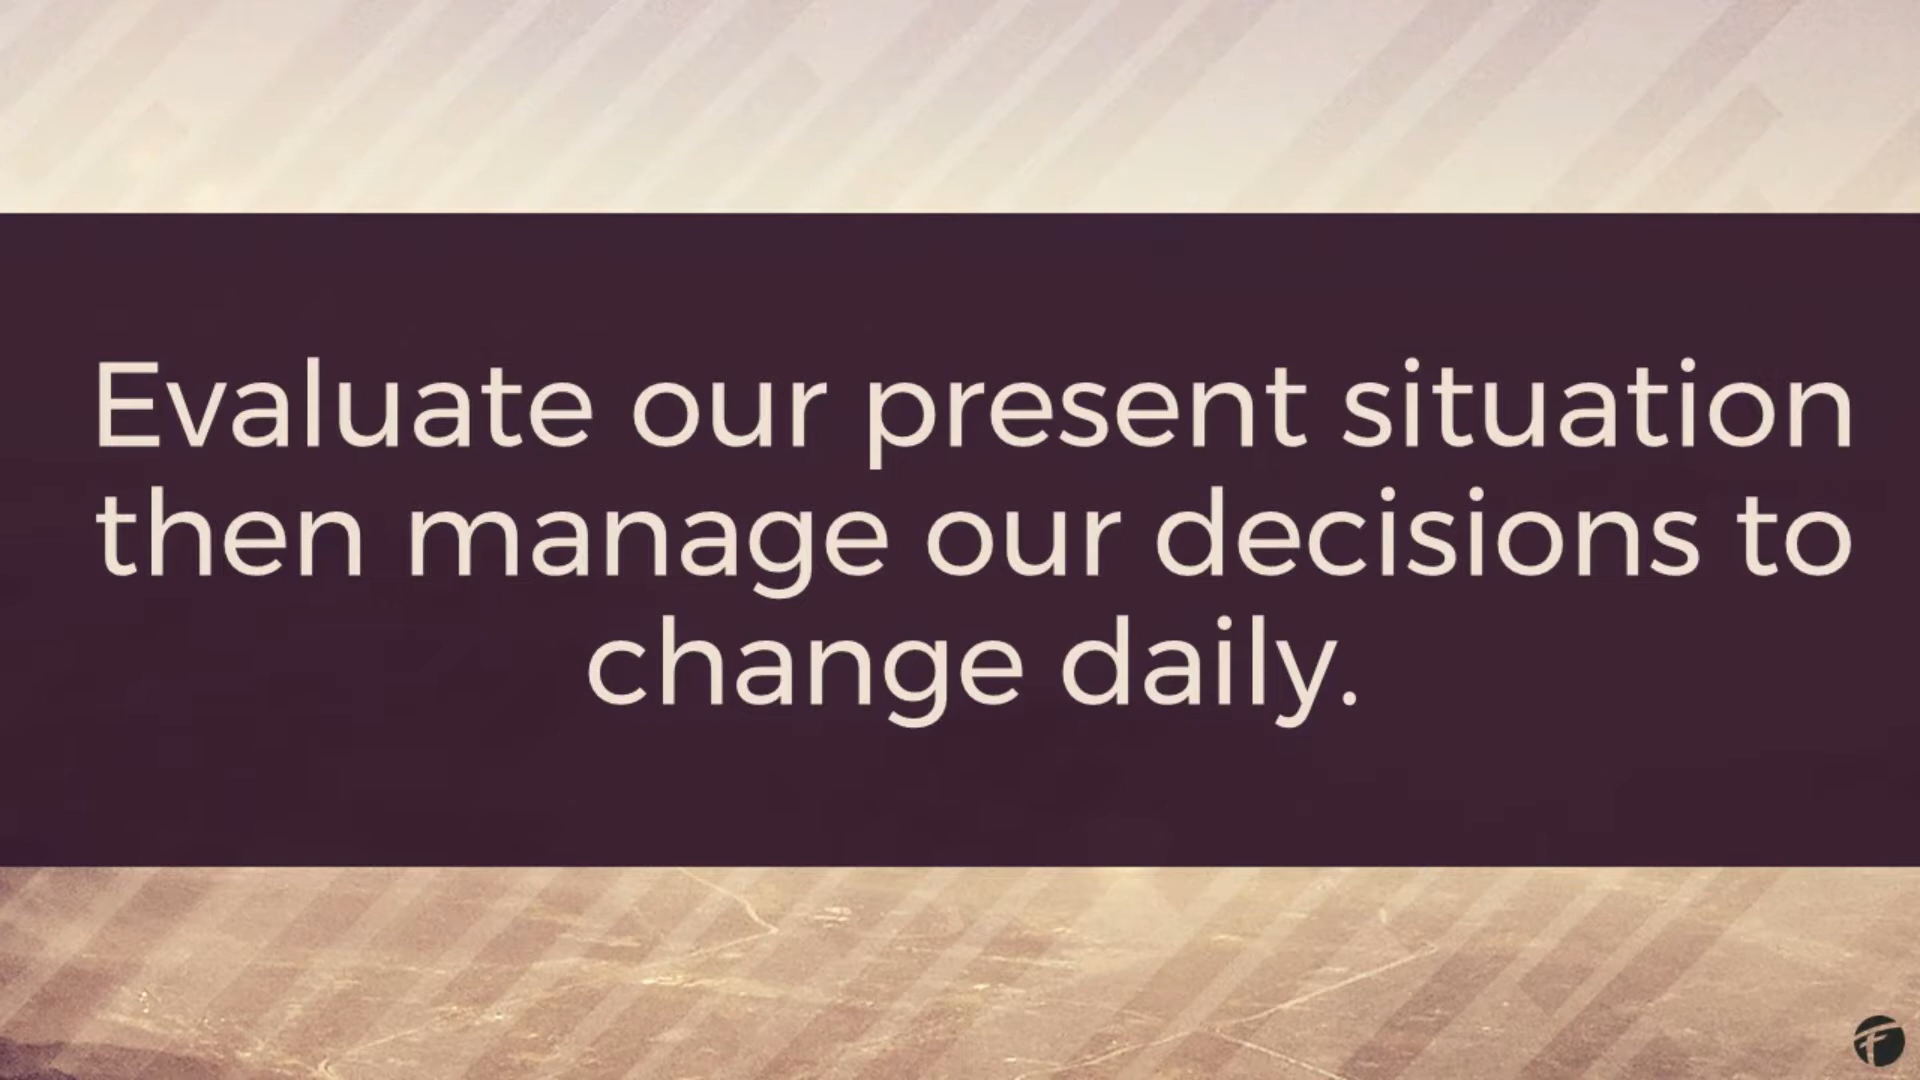 Evaluate our present situation
then manage our decisions to
change daily.